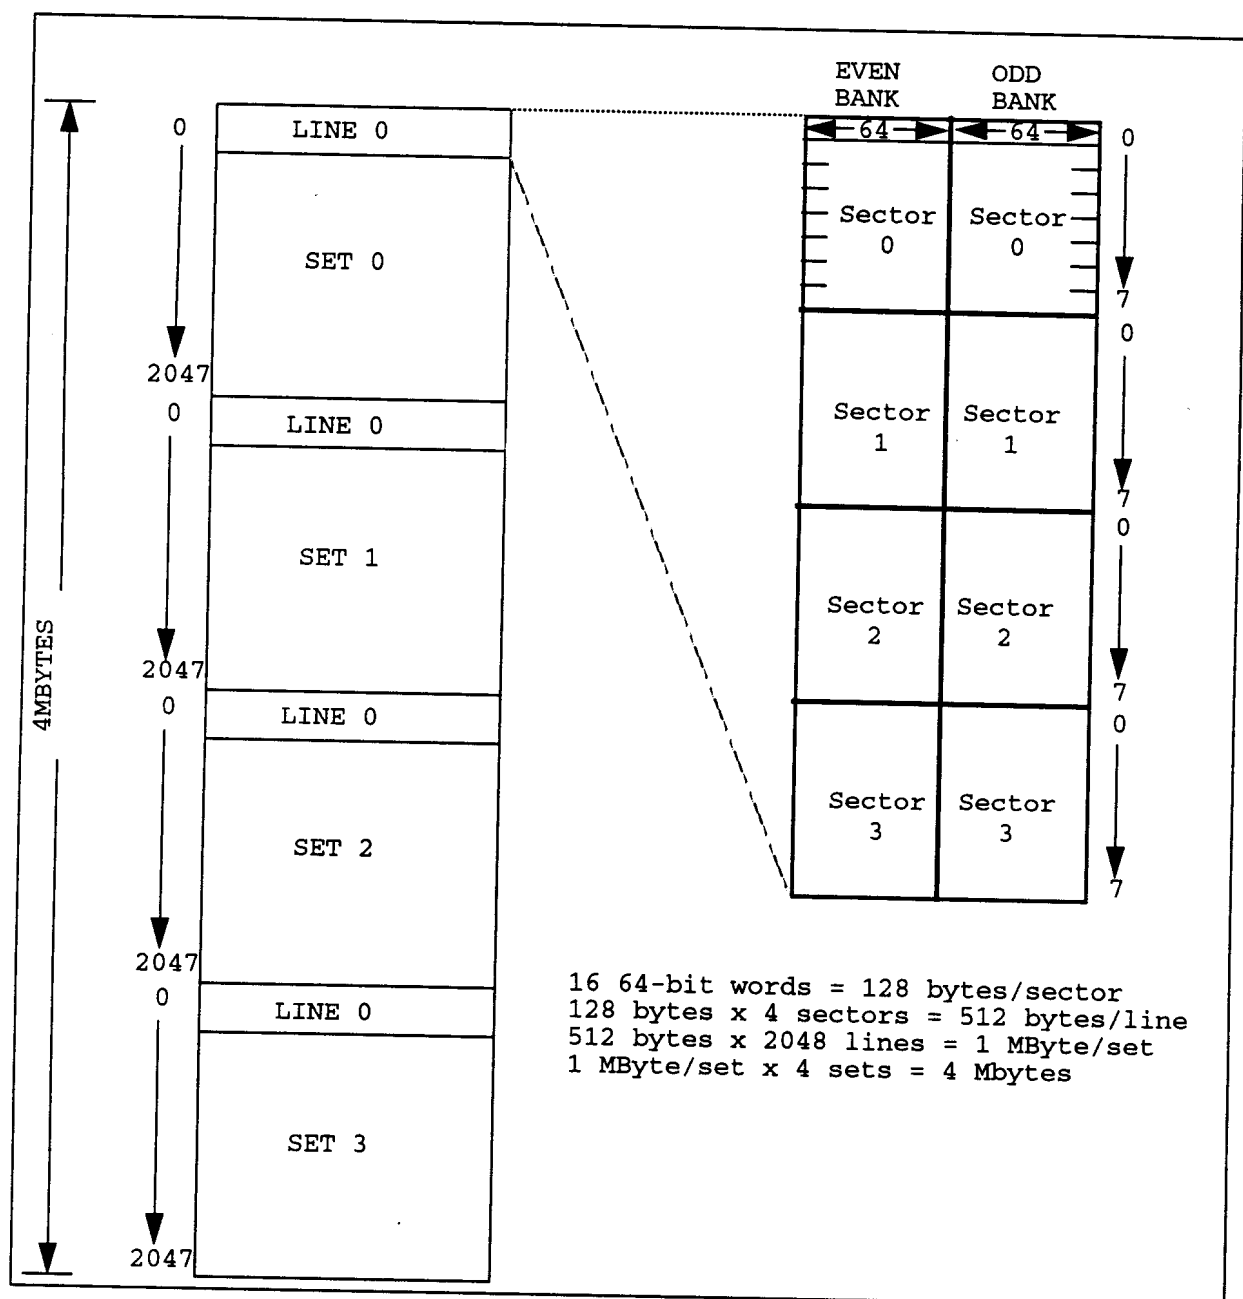 EVEN BANK
ODD BANK
64
64
4MBYTES
0
LINE 0
SET 0
2047
0
LINE 0
SET 1
2047
0
LINE 0
SET 2
2047
0
LINE 0
SET 3
2047
Sector 0
Sector 0
0
7
Sector 1
Sector 1
0
7
Sector 2
Sector 2
0
7
Sector 3
Sector 3
0
7
16 64-bit words = 128 bytes/sector
128 bytes x 4 sectors = 512 bytes/line
512 bytes x 2048 lines = 1 MByte/set
1 MByte/set x 4 sets = 4 Mbytes